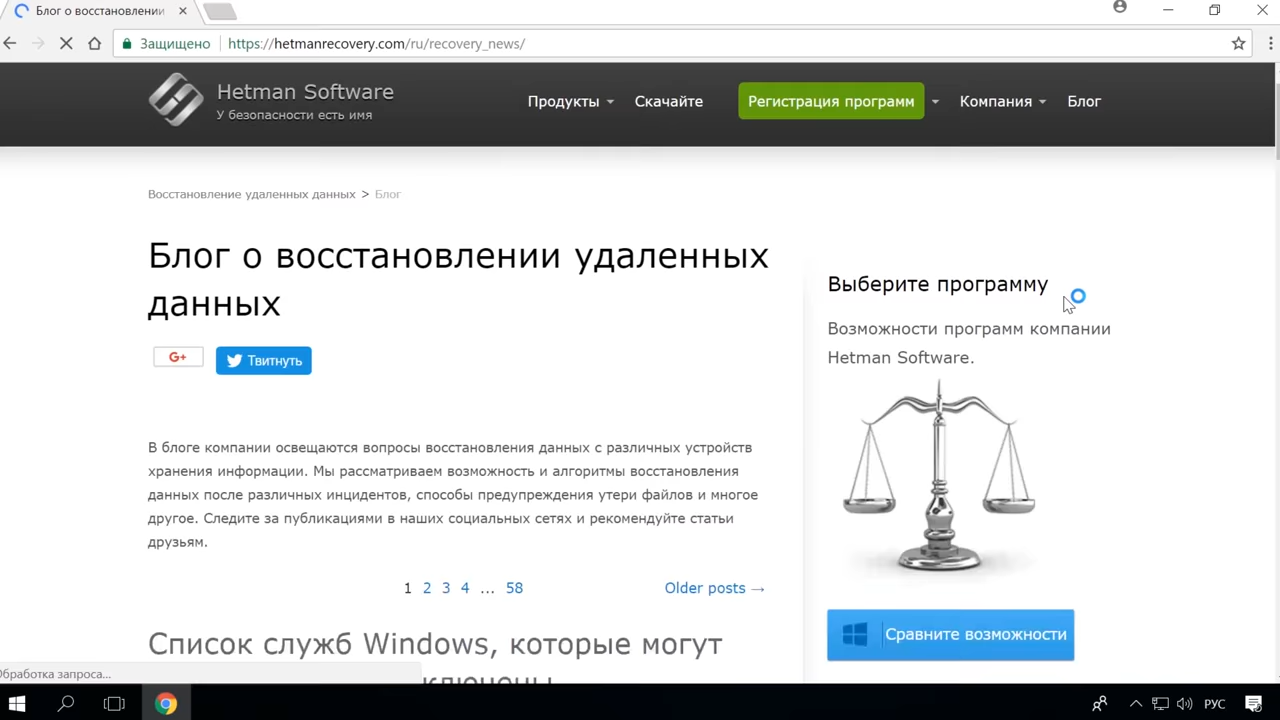 Блог о восстановлении
Защищено
https://hetmanrecovery.com/ru/recovery_news/
Hetman Software
У безопасности есть имя
Продукты
Скачайте
Регистрация программ
Компания
Блог
Восстановление удаленных данных > Блог
Блог о восстановлении удаленных
данных
G+
Твитнуть
В блоге компании освещаются вопросы восстановления данных с различных устройств
хранения информации. Мы рассматриваем возможность и алгоритмы восстановления
данных после различных инцидентов, способы предупреждения утери файлов и многое
другое. Следите за публикациями в наших социальных сетях и рекомендуйте статьи
друзьям.
1 2 3 4 ... 58 Older posts →
Список служб Windows, которые могут
Выберите программу
Возможности программ компании
Hetman Software.
Сравните возможности
Обработка запроса...
РУС